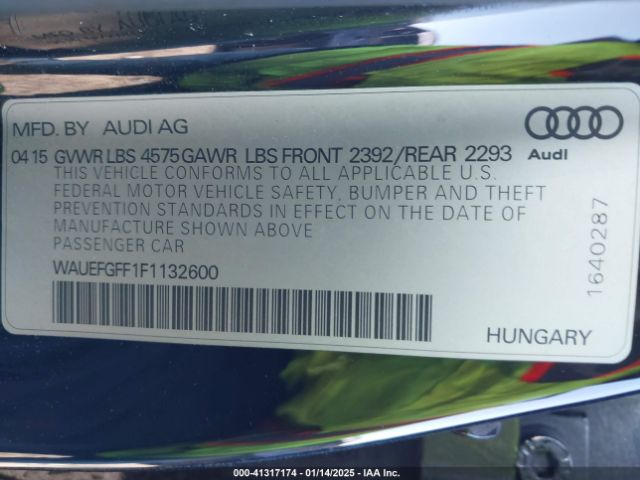 MFD. BY AUDI AG
Audi
04 15 GVWR LBS 4575 GAWR LBS FRONT 2392/REAR 2293
THIS VEHICLE CONFORMS TO ALL APPLICABLE U.S.
FEDERAL MOTOR VEHICLE SAFETY, BUMPER AND THEFT
PREVENTION STANDARDS IN EFFECT ON THE DATE OF
MANUFACTURE SHOWN ABOVE
PASSENGER CAR
WAUEFGFF1F1132600
HUNGARY
1640287
000-41317174 - 01/14/2025 - IAA Inc.